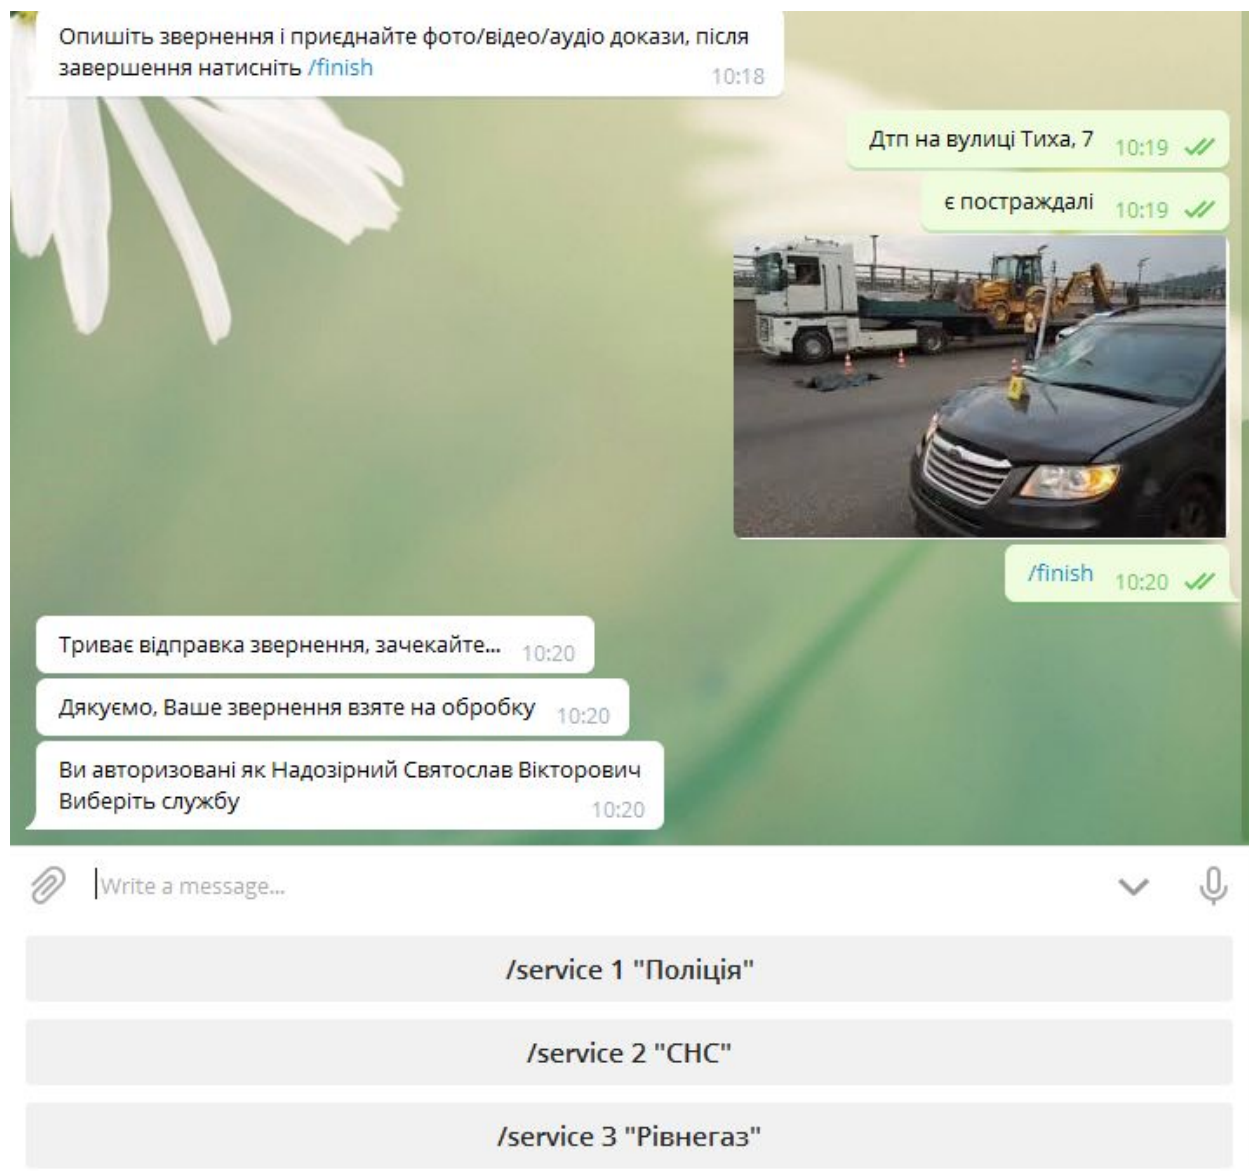 Опишіть звернення і приєднайте фото/відео/аудіо докази, після
завершення натисніть /finish
10:18
Дтп на вулиці Тиха, 7 10:19
є постраждалі 10:19
/finish 10:20
Триває відправка звернення, зачекайте... 10:20
Дякуємо, Ваше звернення взяте на обробку 10:20
Ви авторизовані як Надозірний Святослав Вікторович
Виберіть службу
10:20
Write a message...
/service 1 "Поліція"
/service 2 "СНС"
/service 3 "Рівнегаз"